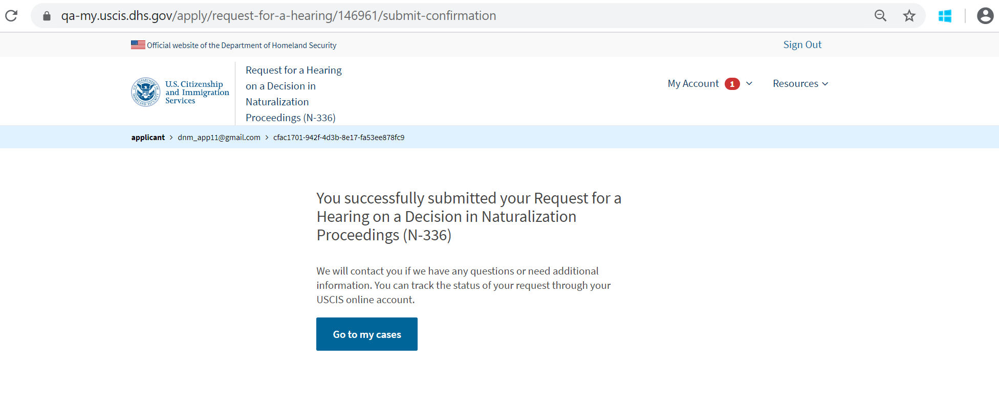 qa-my.uscis.dhs.gov/apply/request-for-a-hearing/146961/submit-confirmation
Official website of the Department of Homeland Security
Sign Out
U.S. Citizenship
and Immigration
Services
Request for a Hearing
on a Decision in
Naturalization
Proceedings (N-336)
My Account 1
Resources
applicant > dnm_app11@gmail.com > cfac1701-942f-4d3b-8e17-fa53ee878fc9
You successfully submitted your Request for a
Hearing on a Decision in Naturalization
Proceedings (N-336)
We will contact you if we have any questions or need additional
information. You can track the status of your request through your
USCIS online account.
Go to my cases